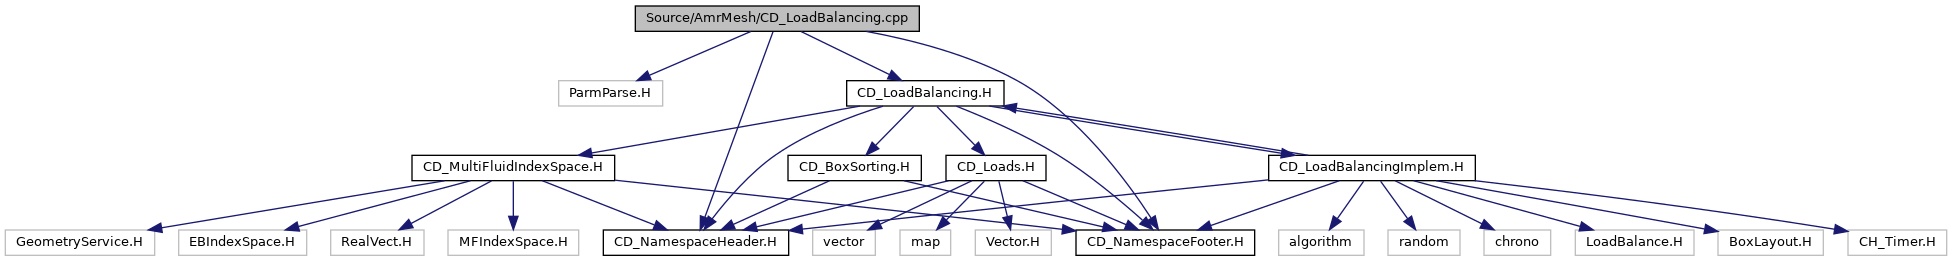 Source/AmrMesh/CD_LoadBalancing.cpp
ParmParse.H
CD_LoadBalancing.H
CD_MultiFluidIndexSpace.H
CD_BoxSorting.H
CD_Loads.H
CD_LoadBalancingImplem.H
GeometryService.H
EBIndexSpace.H
RealVect.H
MFIndexSpace.H
CD_NamespaceHeader.H
vector
map
Vector.H
CD_NamespaceFooter.H
algorithm
random
chrono
LoadBalance.H
BoxLayout.H
CH_Timer.H